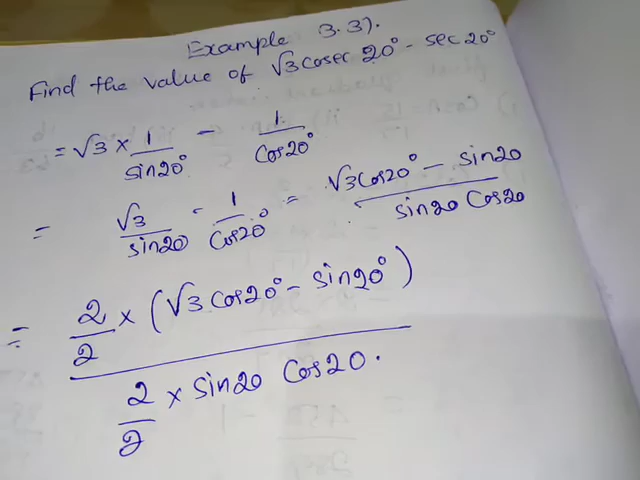 Example 3.31.
Find the value of √3 cosec 20° - sec 20°
= √3 × 1/sin20° - 1/cos20°
= √3/sin20 - 1/cos20° = √3cos20° - sin20/sin20 cos20
= 2/2 × (√3 cos20° - sin20°)
2/2 × sin20 cos20.